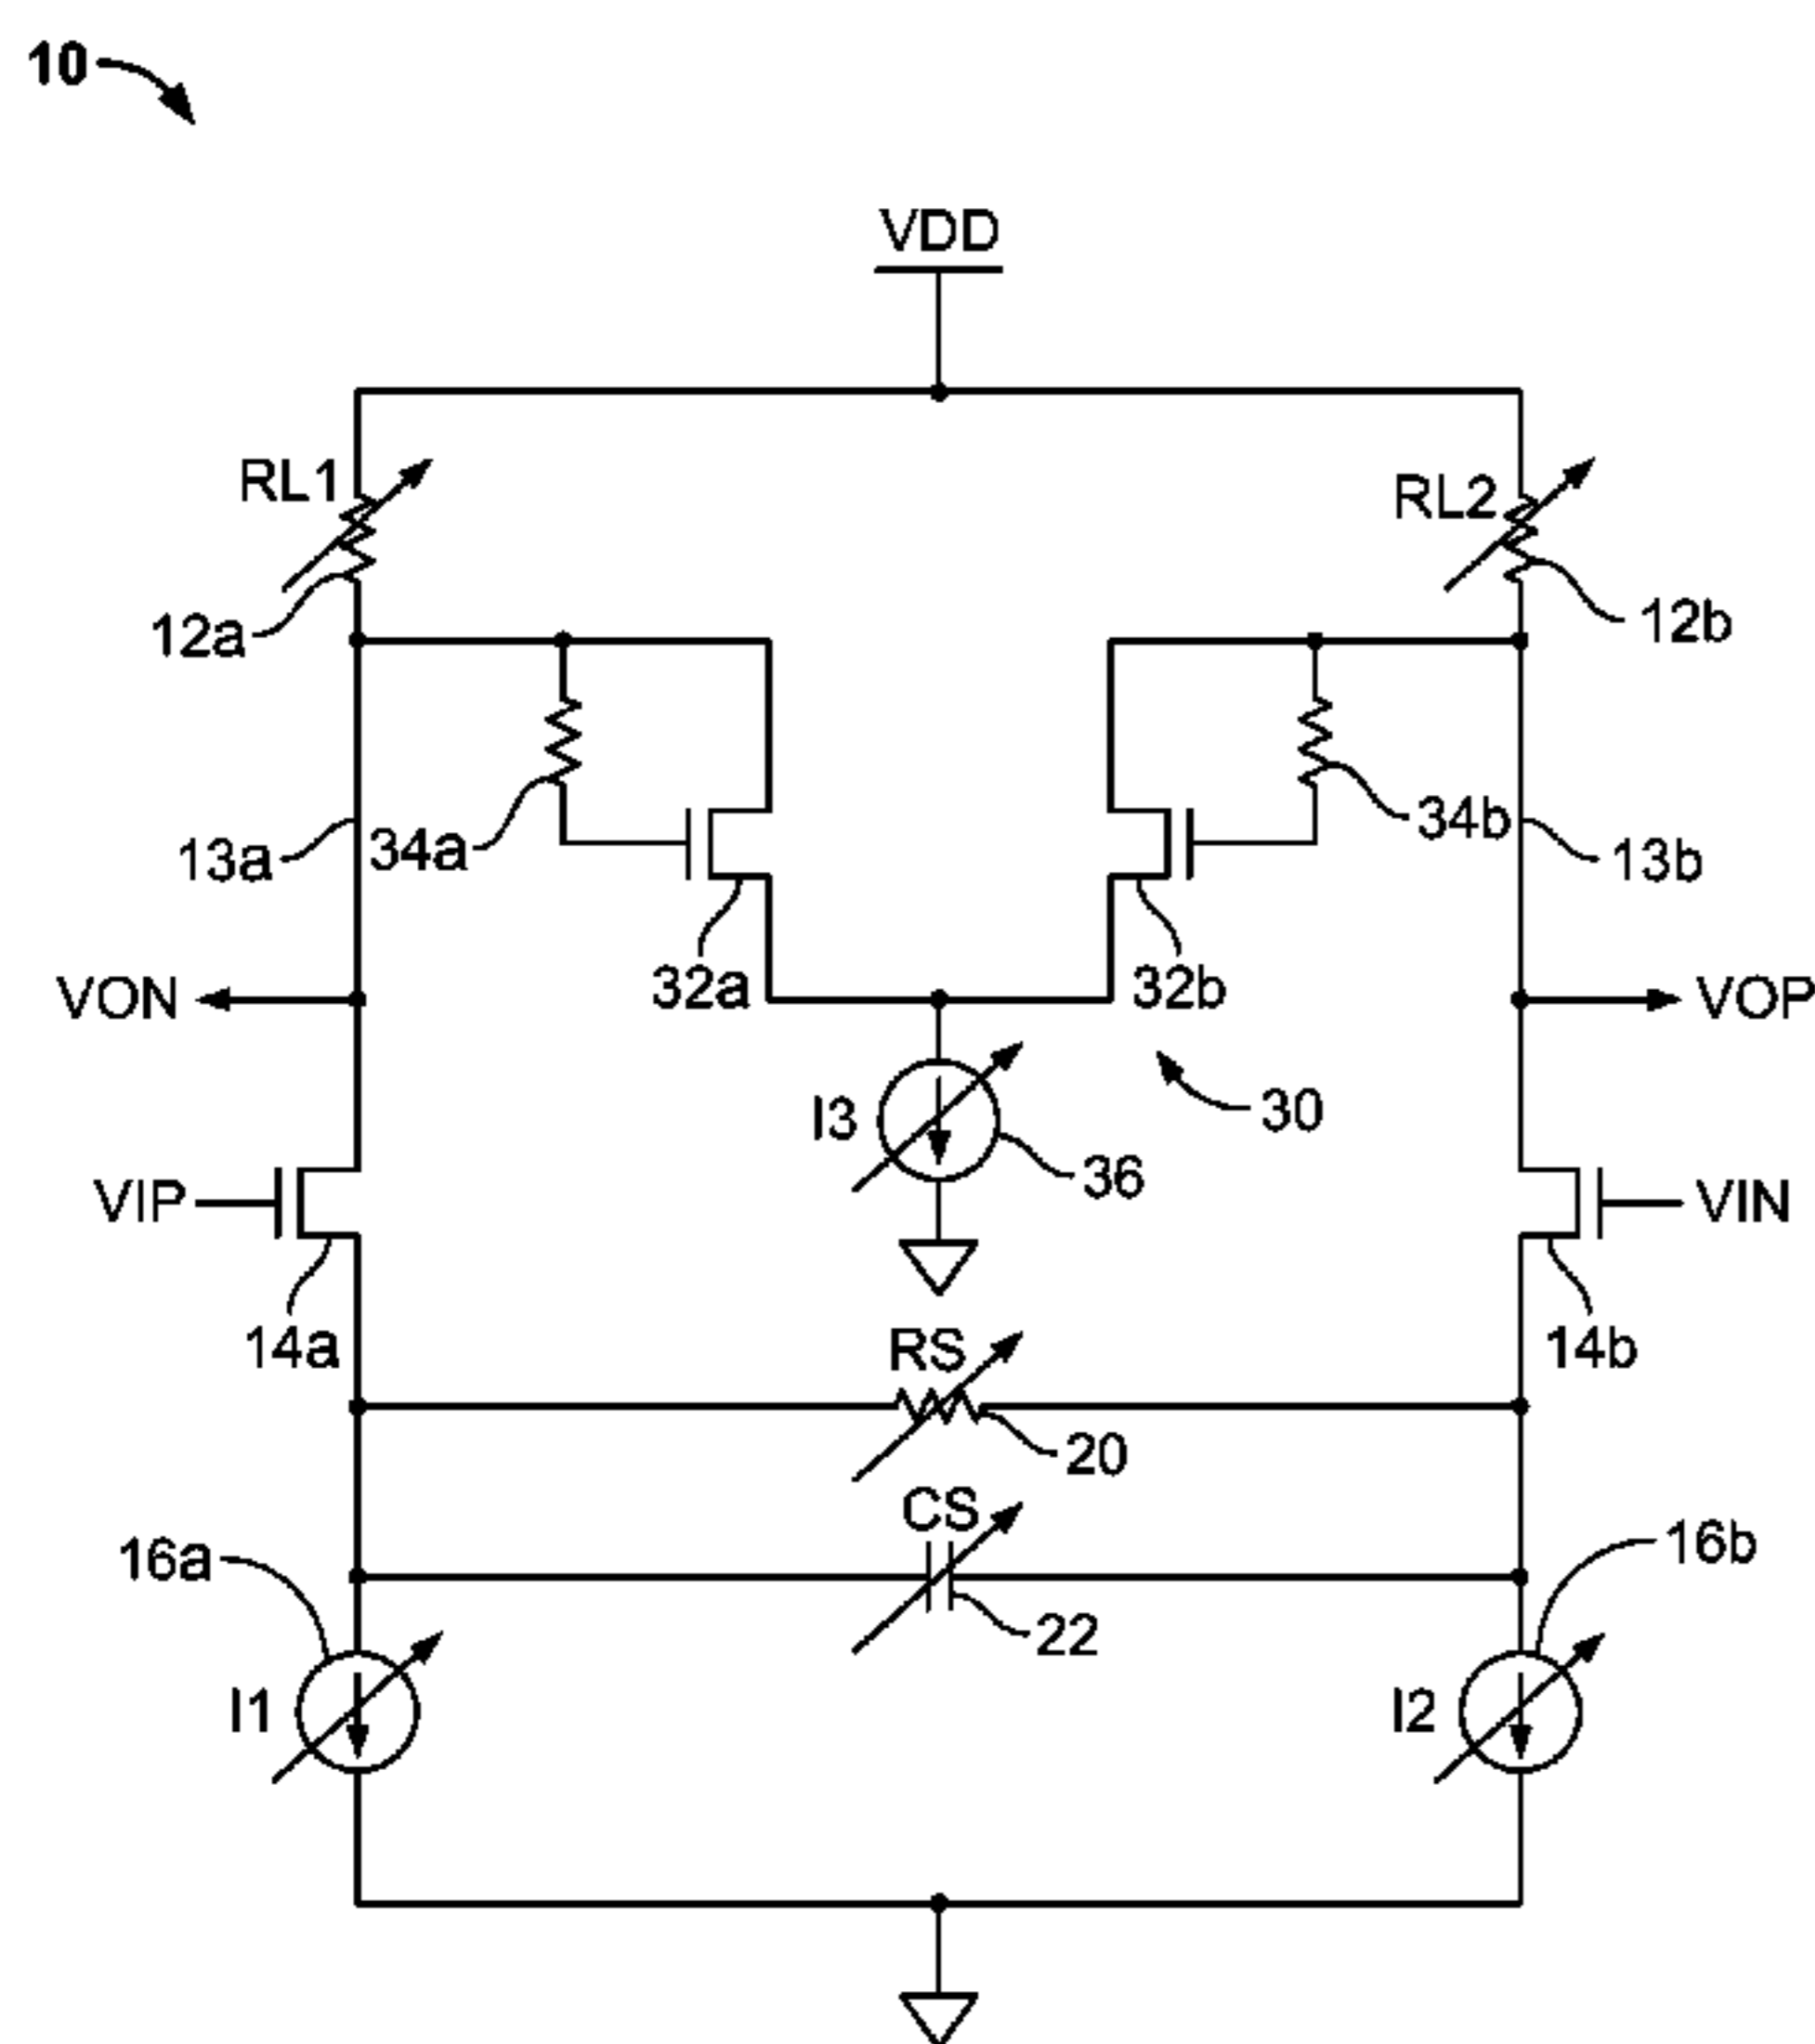 10
VDD
RL1
RL2
12a
12b
34a
34b
13a
13b
32a
32b
VON
VOP
I3
30
36
VIP
VIN
14a
RS
14b
20
CS
16a
16b
22
I1
I2